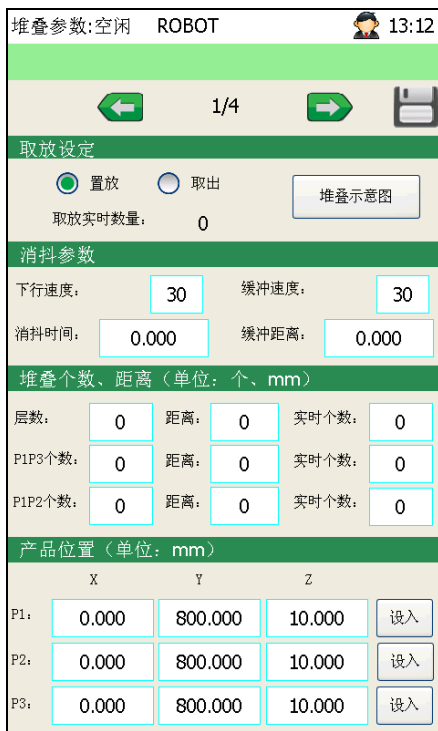 堆叠参数:空闲 ROBOT 13:12
1/4
取放设定
置放 取出 堆叠示意图
取放实时数量: 0
消抖参数
下行速度: 30 缓冲速度: 30
消抖时间: 0.000 缓冲距离: 0.000
堆叠个数、距离（单位: 个、mm）
层数: 0 距离: 0 实时个数: 0
P1P3个数: 0 距离: 0 实时个数: 0
P1P2个数: 0 距离: 0 实时个数: 0
产品位置（单位: mm）
X Y Z
P1: 0.000 800.000 10.000 设入
P2: 0.000 800.000 10.000 设入
P3: 0.000 800.000 10.000 设入